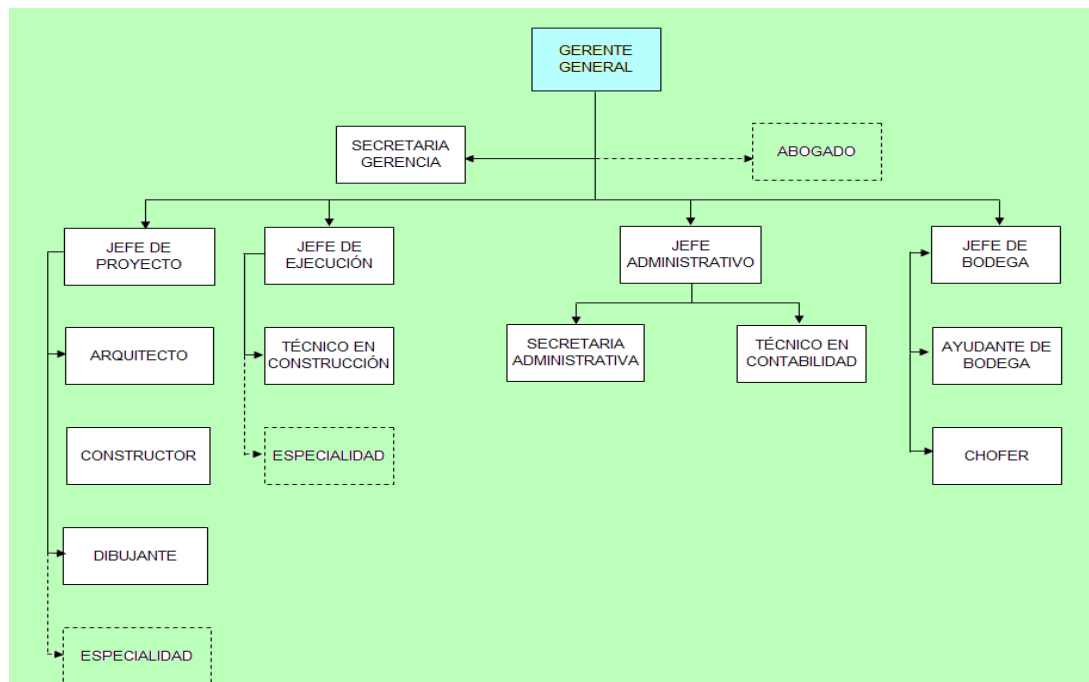 GERENTE
GENERAL
SECRETARIA
GERENCIA
ABOGADO
JEFE DE
PROYECTO
JEFE DE
EJECUCIÓN
JEFE
ADMINISTRATIVO
JEFE DE
BODEGA
ARQUITECTO
TÉCNICO EN
CONSTRUCCIÓN
SECRETARIA
ADMINISTRATIVA
TÉCNICO EN
CONTABILIDAD
AYUDANTE DE
BODEGA
CONSTRUCTOR
ESPECIALIDAD
CHOFER
DIBUJANTE
ESPECIALIDAD